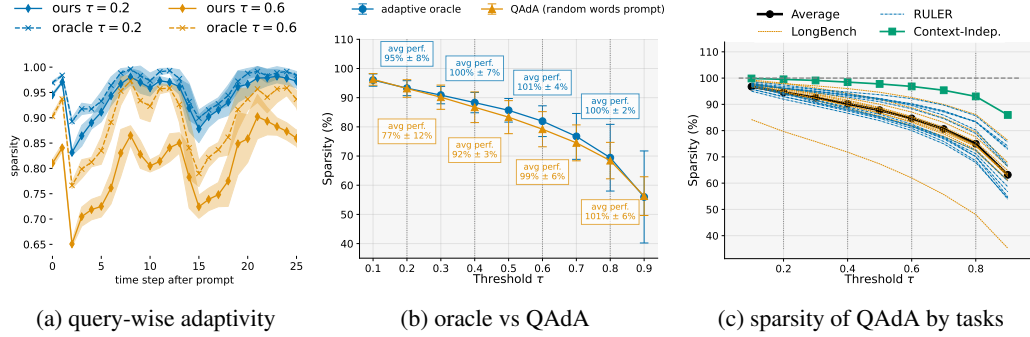 ours τ = 0.2
ours τ = 0.6
oracle τ = 0.2
oracle τ = 0.6
1.00
0.95
0.90
0.85
0.80
0.75
0.70
0.65
sparsity
0 5 10 15 20 25
time step after prompt
(a) query-wise adaptivity
adaptive oracle
QAdA (random words prompt)
110
100
90
80
70
60
50
40
Sparsity (%)
avg perf.
95% ± 8%
avg perf.
100% ± 7%
avg perf.
101% ± 4%
avg perf.
100% ± 2%
avg perf.
77% ± 12%
avg perf.
92% ± 3%
avg perf.
99% ± 6%
avg perf.
101% ± 6%
0.1 0.2 0.3 0.4 0.5 0.6 0.7 0.8 0.9
Threshold τ
(b) oracle vs QAdA
Average
RULER
LongBench
Context-Indep.
110
100
90
80
70
60
50
40
Sparsity (%)
0.2 0.4 0.6 0.8
Threshold τ
(c) sparsity of QAdA by tasks